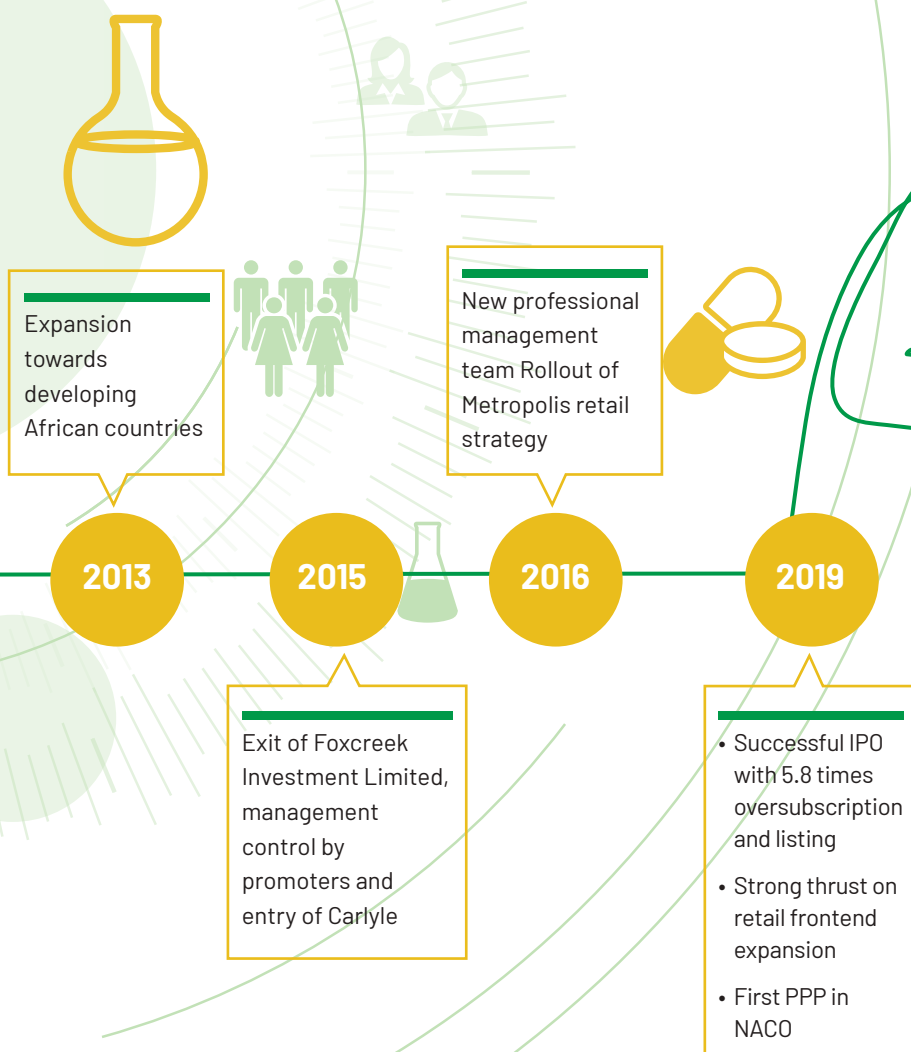 Expansion
towards
developing
African countries
New professional
management
team Rollout of
Metropolis retail
strategy
2013
2015
2016
2019
Exit of Foxcreek
Investment Limited,
management
control by
promoters and
entry of Carlyle
• Successful IPO
with 5.8 times
oversubscription
and listing
• Strong thrust on
retail frontend
expansion
• First PPP in
NACO